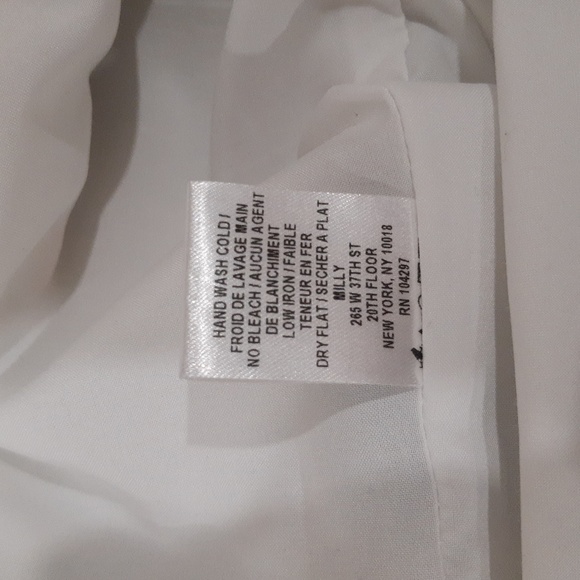 HAND WASH COLD /
FROID DE LAVAGE MAIN
NO BLEACH / AUCUN AGENT
DE BLANCHIMENT
LOW IRON / FAIBLE
TENEUR EN FER
DRY FLAT / SECHER A PLAT
MILLY
265 W 37TH ST
20TH FLOOR
NEW YORK, NY 10018
RN 104297